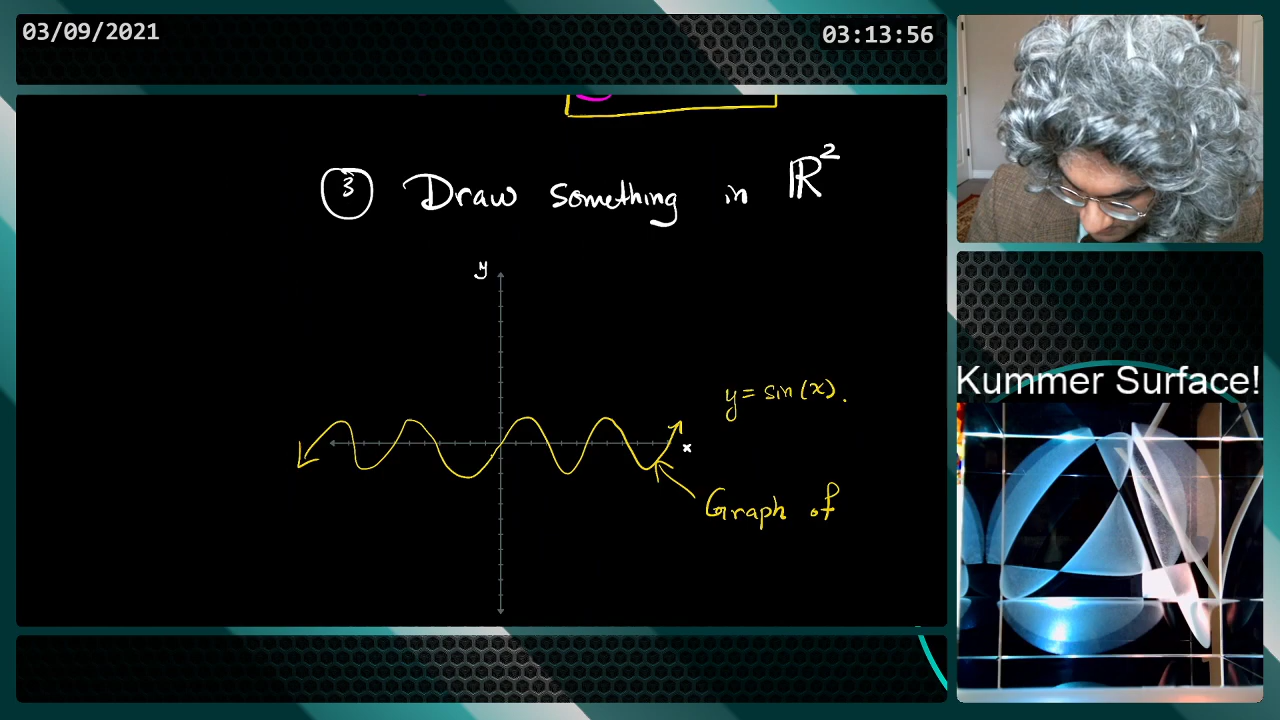 03/09/2021
03:13:56
③ Draw something in ℝ²
y
y = sin(x).
x
Graph of
Kummer Surface!